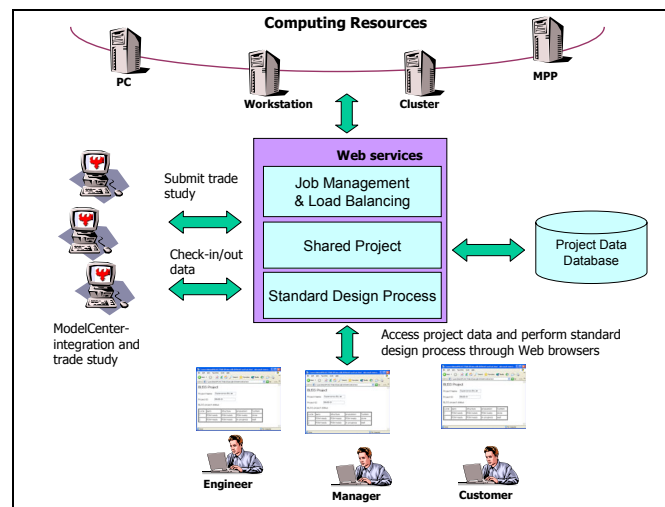 Computing Resources
PC
Workstation
Cluster
MPP
Web services
Job Management
& Load Balancing
Shared Project
Standard Design Process
Submit trade
study
Check-in/out
data
ModelCenter-
integration and
trade study
Project Data
Database
Access project data and perform standard
design process through Web browsers
Engineer
Manager
Customer